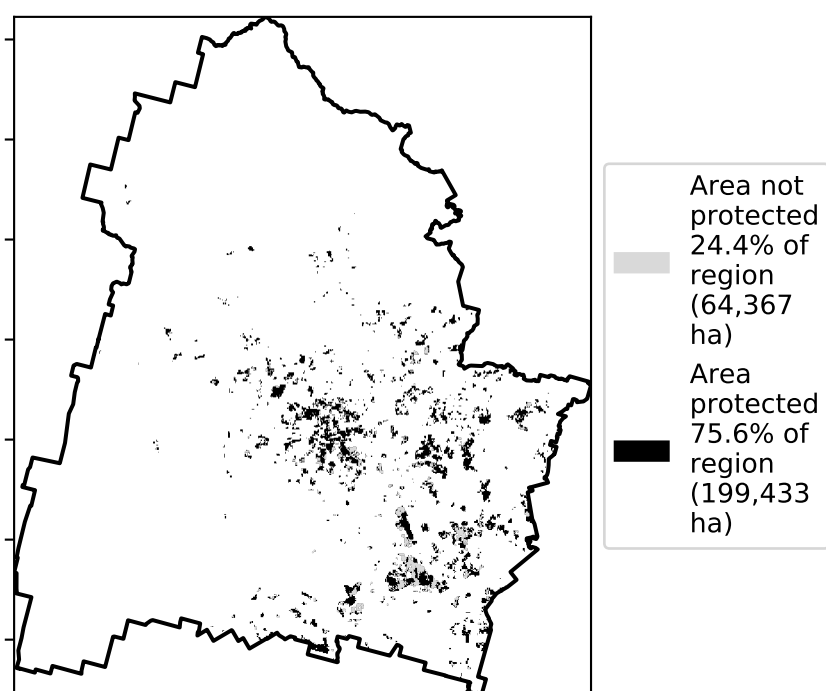 Area not
protected
24.4% of
region
(64,367
ha)
Area
protected
75.6% of
region
(199,433
ha)